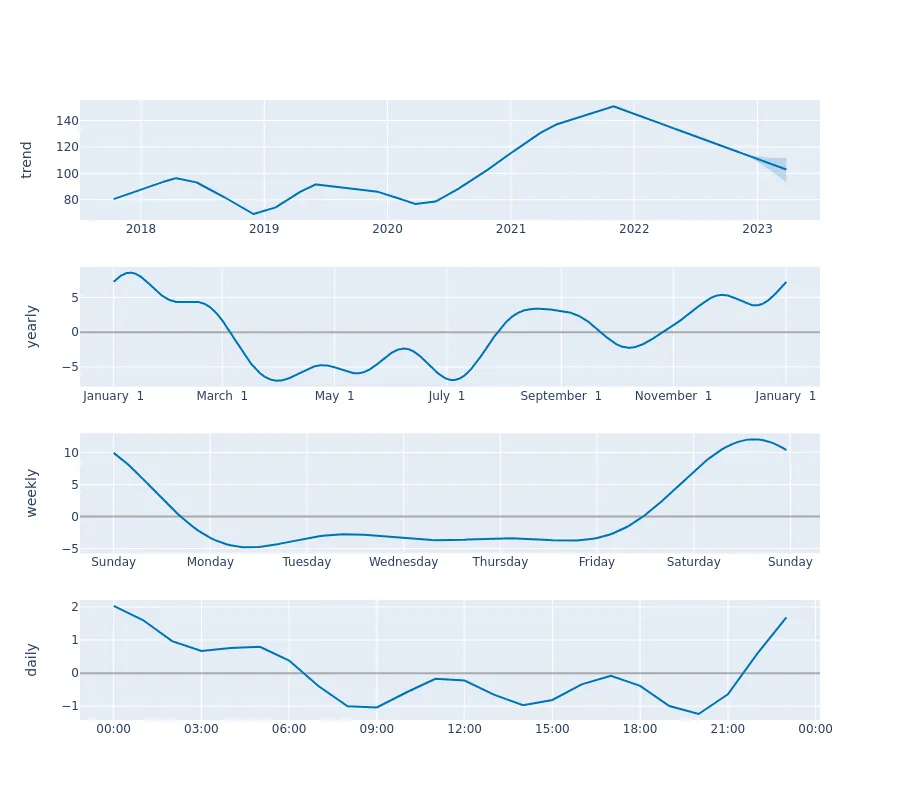 trend
140
120
100
80
2018 2019 2020 2021 2022 2023
yearly
5
0
−5
January 1 March 1 May 1 July 1 September 1 November 1 January 1
weekly
10
5
0
−5
Sunday Monday Tuesday Wednesday Thursday Friday Saturday Sunday
daily
2
1
0
−1
00:00 03:00 06:00 09:00 12:00 15:00 18:00 21:00 00:00